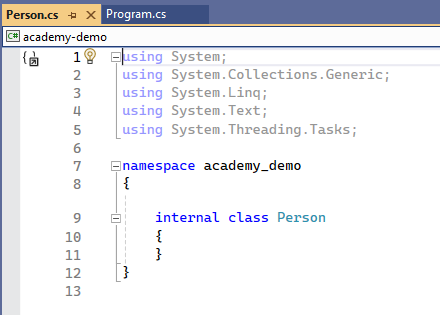 Person.cs Program.cs
C# academy-demo
1 using System;
2 using System.Collections.Generic;
3 using System.Linq;
4 using System.Text;
5 using System.Threading.Tasks;
6
7 namespace academy_demo
8 {
9 internal class Person
10 {
11 }
12 }
13